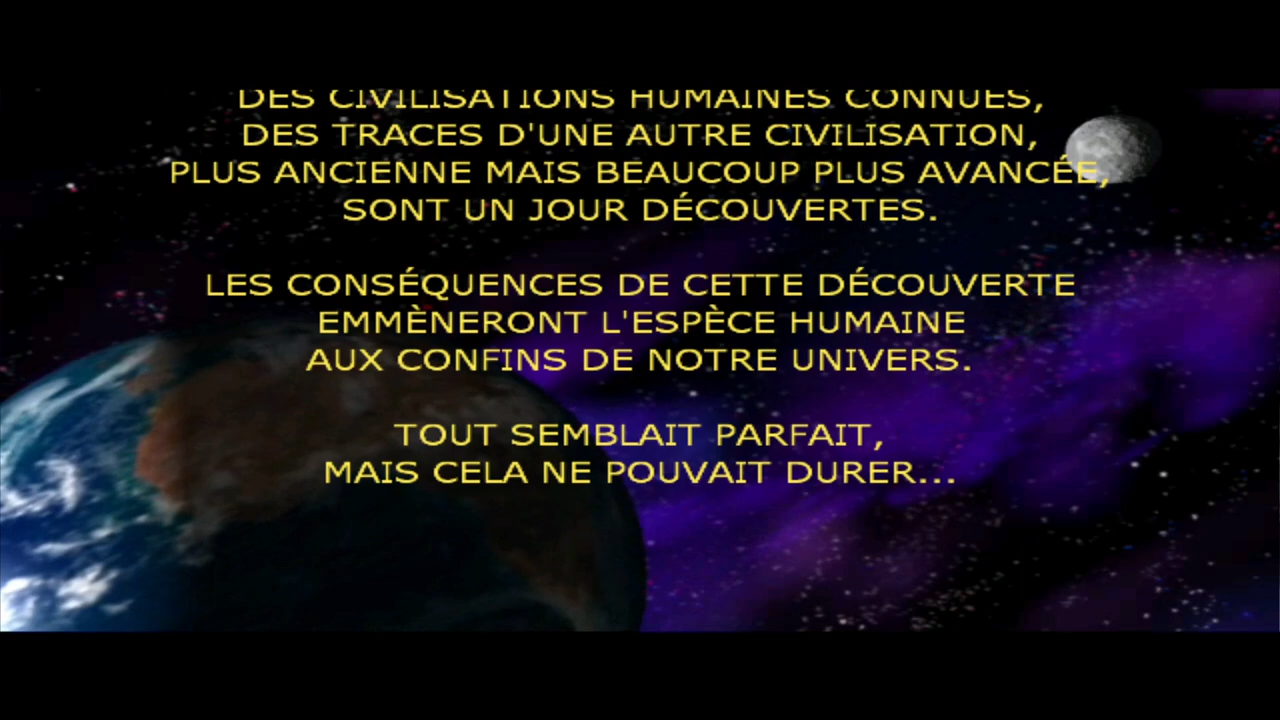 DES CIVILISATIONS HUMAINES CONNUES,
DES TRACES D'UNE AUTRE CIVILISATION,
PLUS ANCIENNE MAIS BEAUCOUP PLUS AVANCÉE,
SONT UN JOUR DÉCOUVERTES.
LES CONSÉQUENCES DE CETTE DÉCOUVERTE
EMMÈNERONT L'ESPÈCE HUMAINE
AUX CONFINS DE NOTRE UNIVERS.
TOUT SEMBLAIT PARFAIT,
MAIS CELA NE POUVAIT DURER...